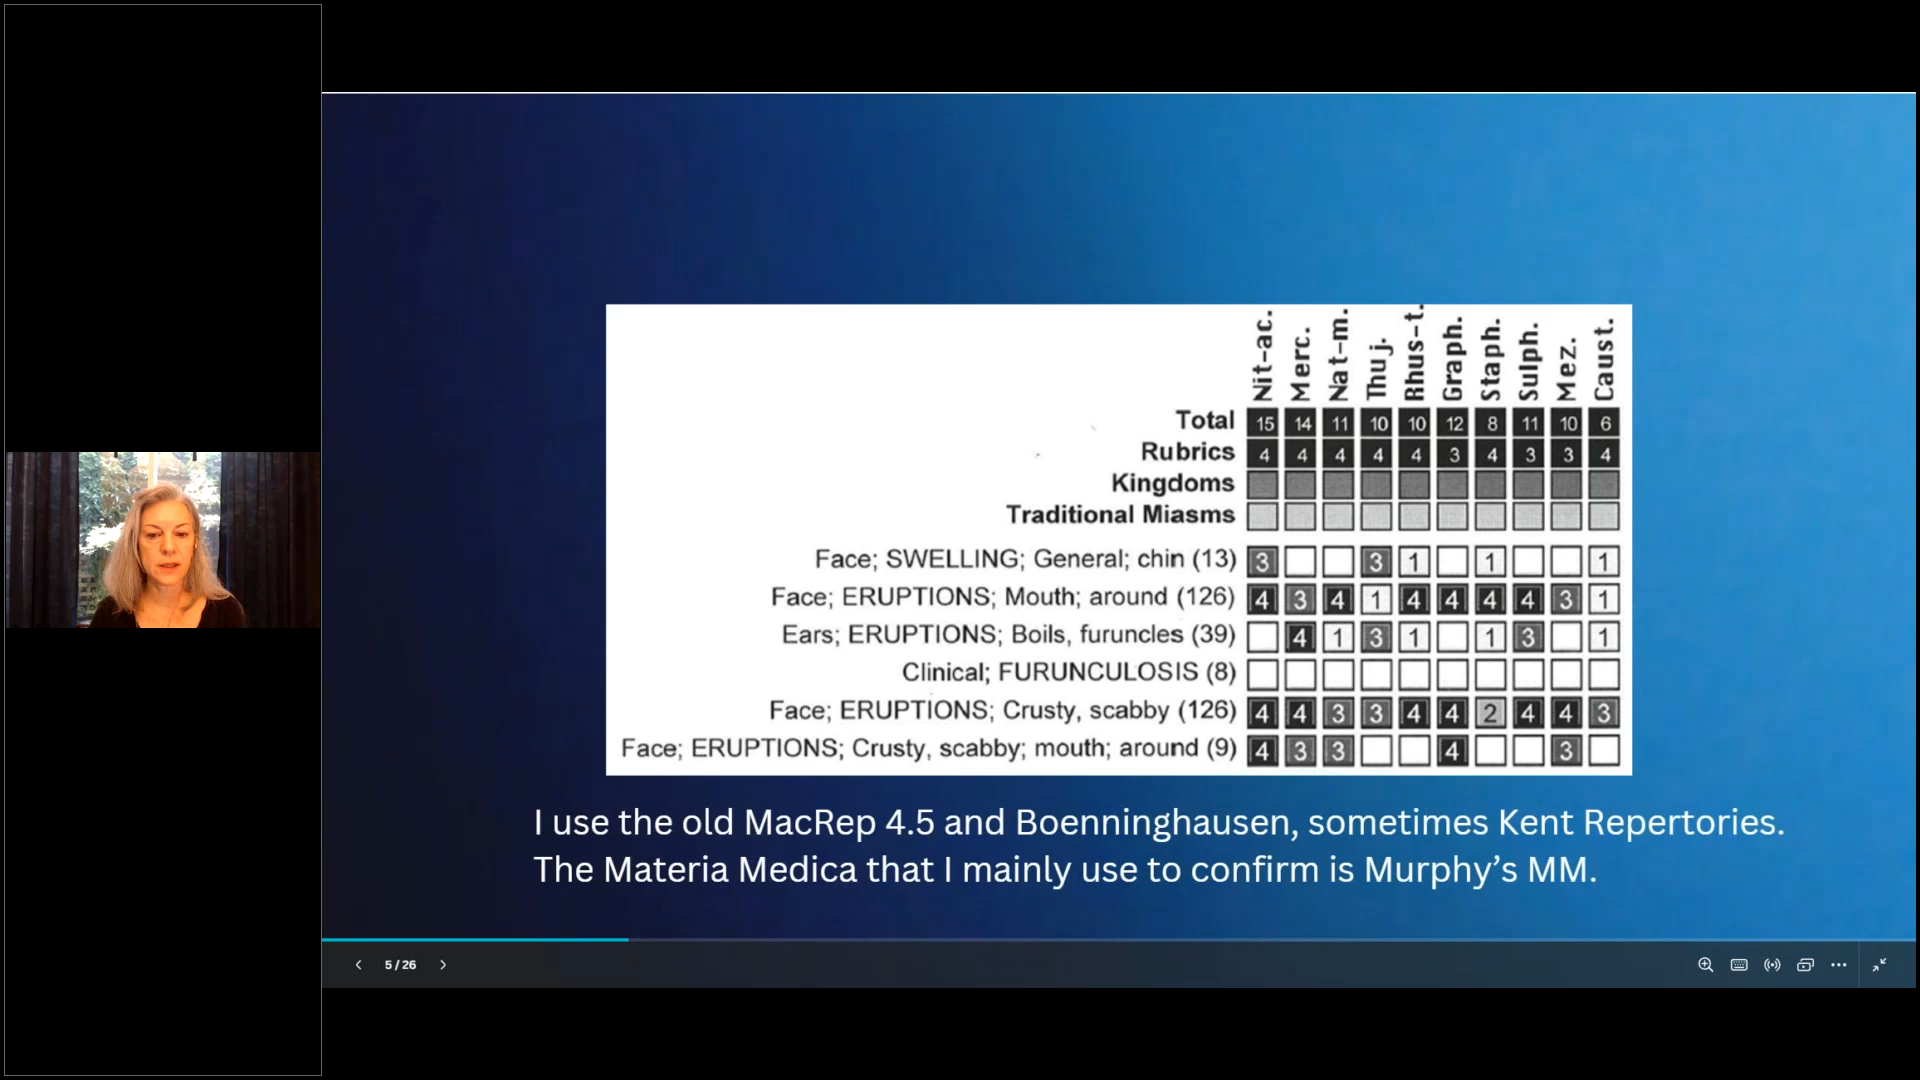 Nit-ac. Merc. Nat-m. Thuj. Rhus-t. Graph. Staph. Sulph. Mez. Caust.
Total 15 14 11 10 10 12 8 11 10 6
Rubrics 4 4 4 4 4 3 4 3 3 4
Kingdoms
Traditional Miasms
Face; SWELLING; General; chin (13) 3 3 1 1 1
Face; ERUPTIONS; Mouth; around (126) 4 3 4 1 4 4 4 4 3 1
Ears; ERUPTIONS; Boils, furuncles (39) 4 1 3 1 1 3 1
Clinical; FURUNCULOSIS (8)
Face; ERUPTIONS; Crusty, scabby (126) 4 4 3 3 4 4 2 4 4 3
Face; ERUPTIONS; Crusty, scabby; mouth; around (9) 4 3 3 4 3
I use the old MacRep 4.5 and Boenninghausen, sometimes Kent Repertories.
The Materia Medica that I mainly use to confirm is Murphy’s MM.
5 / 26